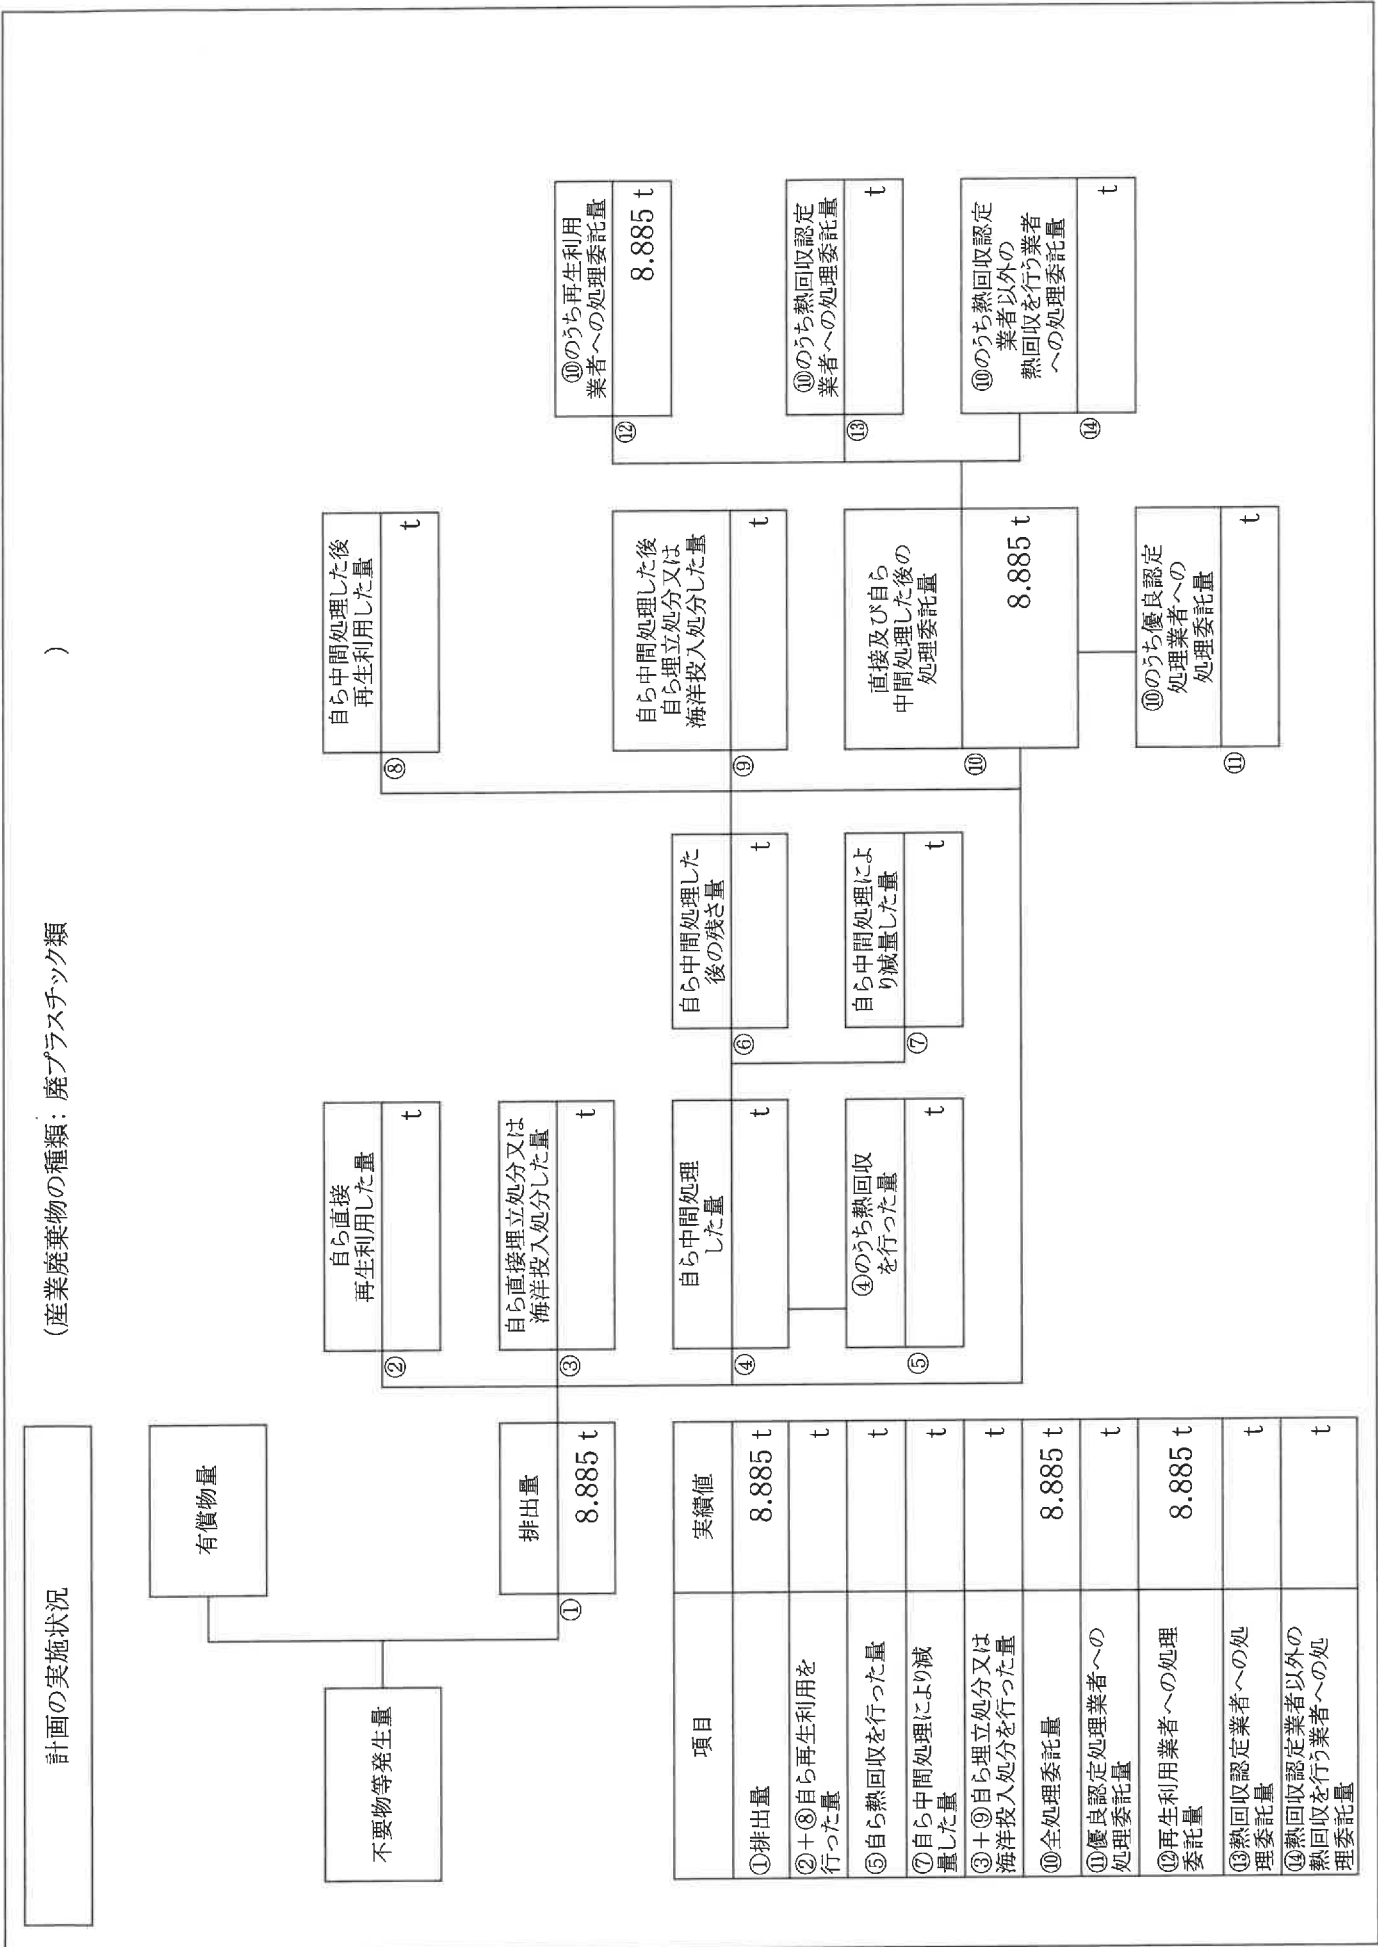 計画の実施状況
(産業廃棄物の種類: 廃プラスチック類 )
不要物等発生量
有償物量
排出量
① 8.885 t
自ら直接
再生利用した量
② t
自ら直接埋立処分又は
海洋投入処分した量
③ t
自ら中間処理
した量
④ t
④のうち熱回収
を行った量
⑤ t
自ら中間処理した
後の残さ量
⑥ t
自ら中間処理によ
り減量した量
⑦ t
自ら中間処理した後
再生利用した量
⑧ t
自ら中間処理した後
自ら埋立処分又は
海洋投入処分した量
⑨ t
直接及び自ら
中間処理した後の
処理委託量
⑩ 8.885 t
⑩のうち優良認定
処理業者への
処理委託量
⑪ t
⑩のうち再生利用
業者への処理委託量
⑫ 8.885 t
⑩のうち熱回収認定
業者への処理委託量
⑬ t
⑩のうち熱回収認定
業者以外の
熱回収を行う業者
への処理委託量
⑭ t
項目 実績値
①排出量 8.885 t
②+⑧自ら再生利用を
行った量 t
⑤自ら熱回収を行った量 t
⑦自ら中間処理により減
量した量 t
③+⑨自ら埋立処分又は
海洋投入処分を行った量 t
⑩全処理委託量 8.885 t
⑪優良認定処理業者への
処理委託量 t
⑫再生利用業者への処理
委託量 8.885 t
⑬熱回収認定業者への処
理委託量 t
⑭熱回収認定業者以外の
熱回収を行う業者への処
理委託量 t